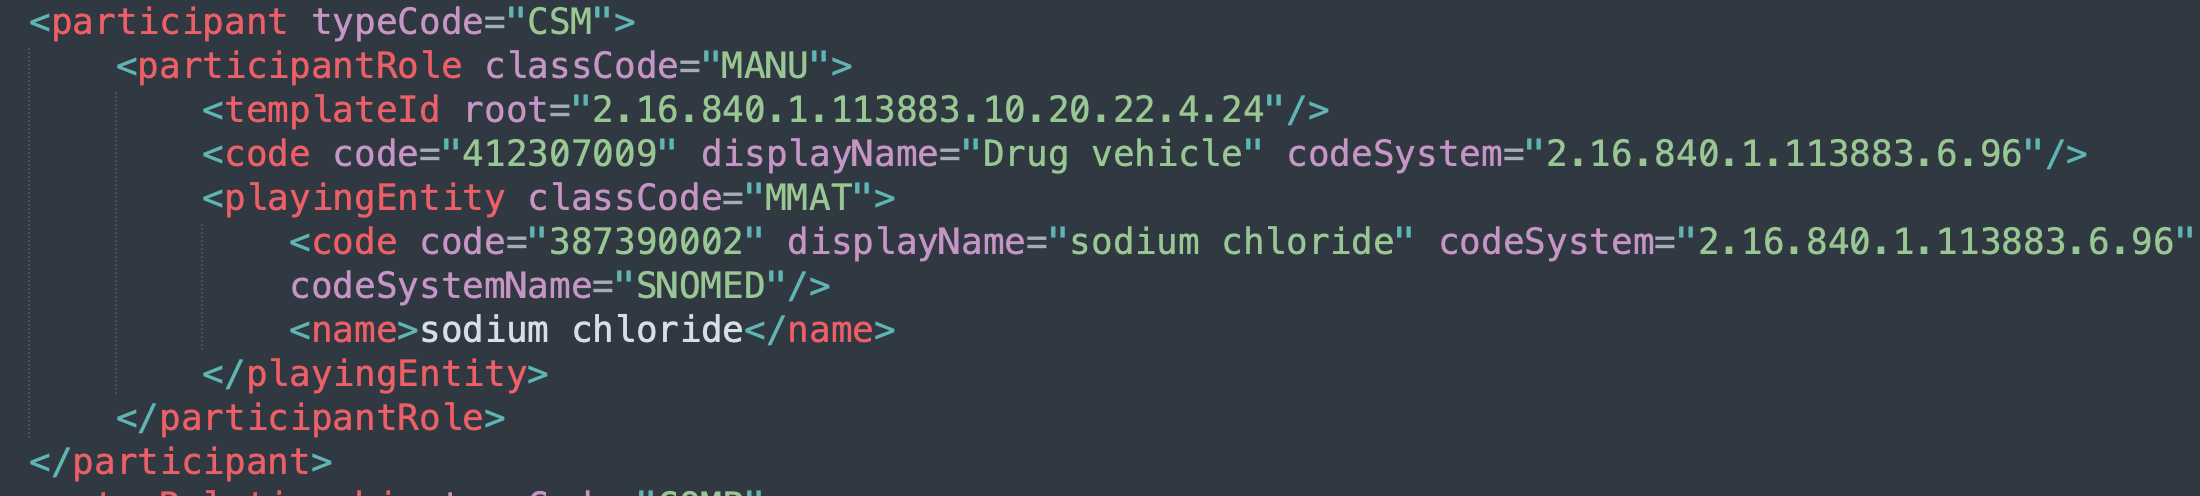 <participant typeCode="CSM">
<participantRole classCode="MANU">
<templateId root="2.16.840.1.113883.10.20.22.4.24"/>
<code code="412307009" displayName="Drug vehicle" codeSystem="2.16.840.1.113883.6.96"/>
<playingEntity classCode="MMAT">
<code code="387390002" displayName="sodium chloride" codeSystem="2.16.840.1.113883.6.96"
codeSystemName="SNOMED"/>
<name>sodium chloride</name>
</playingEntity>
</participantRole>
</participant>